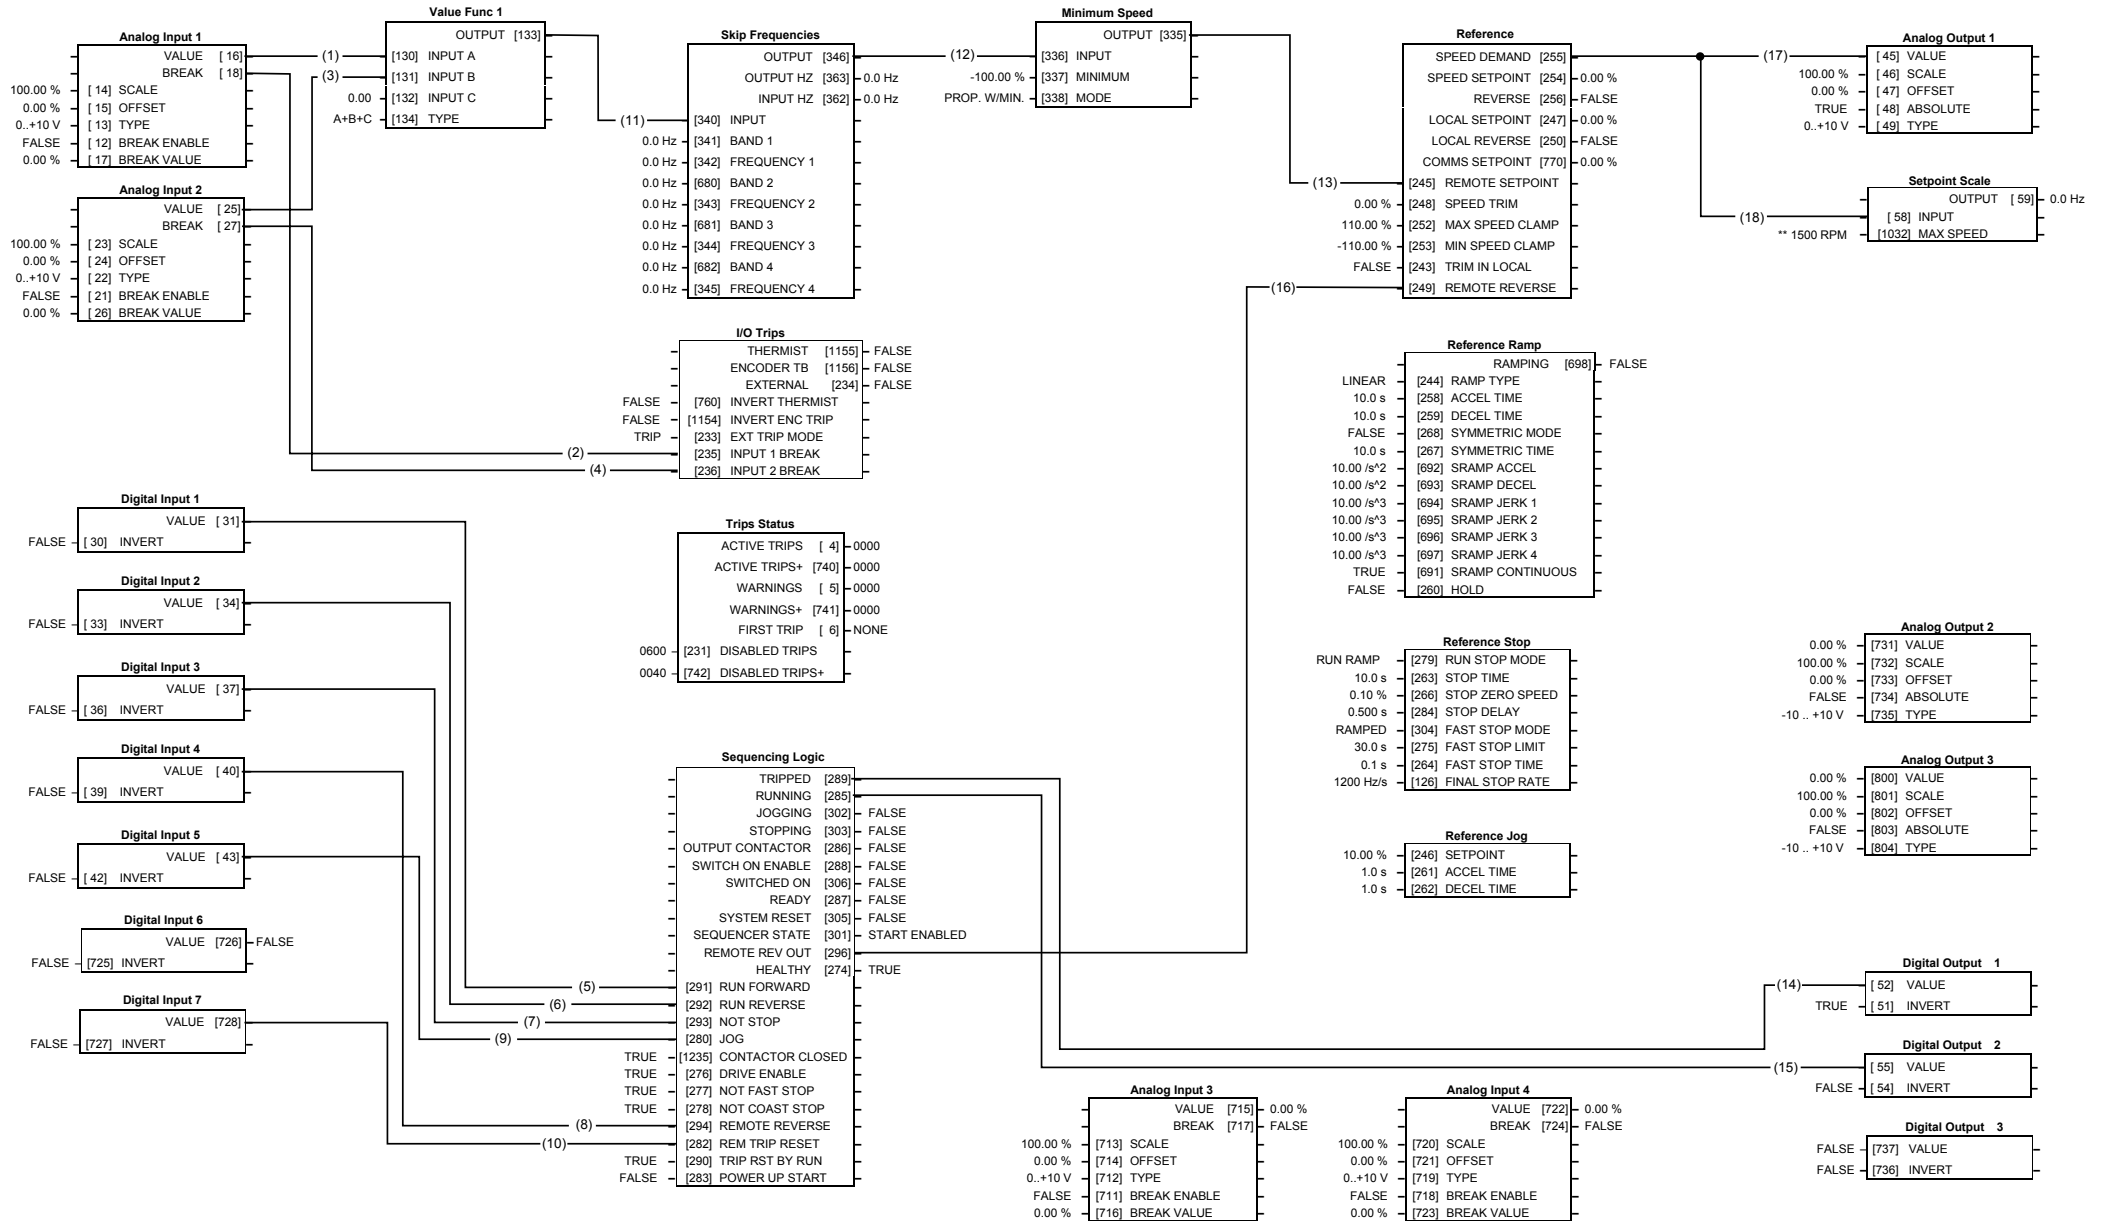 Analog Input 1
VALUE [ 16]
BREAK [ 18]
100.00 % [ 14] SCALE
0.00 % [ 15] OFFSET
0..+10 V [ 13] TYPE
FALSE [ 12] BREAK ENABLE
0.00 % [ 17] BREAK VALUE
Analog Input 2
VALUE [ 25]
BREAK [ 27]
100.00 % [ 23] SCALE
0.00 % [ 24] OFFSET
0..+10 V [ 22] TYPE
FALSE [ 21] BREAK ENABLE
0.00 % [ 26] BREAK VALUE
(1)
(3)
Value Func 1
OUTPUT [133]
[130] INPUT A
[131] INPUT B
0.00 [132] INPUT C
A+B+C [134] TYPE
(11)
Skip Frequencies
OUTPUT [346]
OUTPUT HZ [363] 0.0 Hz
INPUT HZ [362] 0.0 Hz
[340] INPUT
0.0 Hz [341] BAND 1
0.0 Hz [342] FREQUENCY 1
0.0 Hz [680] BAND 2
0.0 Hz [343] FREQUENCY 2
0.0 Hz [681] BAND 3
0.0 Hz [344] FREQUENCY 3
0.0 Hz [682] BAND 4
0.0 Hz [345] FREQUENCY 4
(12)
Minimum Speed
OUTPUT [335]
[336] INPUT
-100.00 % [337] MINIMUM
PROP. W/MIN. [338] MODE
(13)
(16)
Reference
SPEED DEMAND [255]
SPEED SETPOINT [254] 0.00 %
REVERSE [256] FALSE
LOCAL SETPOINT [247] 0.00 %
LOCAL REVERSE [250] FALSE
COMMS SETPOINT [770] 0.00 %
[245] REMOTE SETPOINT
0.00 % [248] SPEED TRIM
110.00 % [252] MAX SPEED CLAMP
-110.00 % [253] MIN SPEED CLAMP
FALSE [243] TRIM IN LOCAL
[249] REMOTE REVERSE
(17)
(18)
Analog Output 1
[ 45] VALUE
100.00 % [ 46] SCALE
0.00 % [ 47] OFFSET
TRUE [ 48] ABSOLUTE
0..+10 V [ 49] TYPE
Setpoint Scale
OUTPUT [ 59] 0.0 Hz
[ 58] INPUT
** 1500 RPM [1032] MAX SPEED
I/O Trips
THERMIST [1155] FALSE
ENCODER TB [1156] FALSE
EXTERNAL [234] FALSE
FALSE [760] INVERT THERMIST
FALSE [1154] INVERT ENC TRIP
TRIP [233] EXT TRIP MODE
(2) [235] INPUT 1 BREAK
(4) [236] INPUT 2 BREAK
Reference Ramp
RAMPING [698] FALSE
LINEAR [244] RAMP TYPE
10.0 s [258] ACCEL TIME
10.0 s [259] DECEL TIME
FALSE [268] SYMMETRIC MODE
10.0 s [267] SYMMETRIC TIME
10.00 /s^2 [692] SRAMP ACCEL
10.00 /s^2 [693] SRAMP DECEL
10.00 /s^3 [694] SRAMP JERK 1
10.00 /s^3 [695] SRAMP JERK 2
10.00 /s^3 [696] SRAMP JERK 3
10.00 /s^3 [697] SRAMP JERK 4
TRUE [691] SRAMP CONTINUOUS
FALSE [260] HOLD
Digital Input 1
VALUE [ 31]
FALSE [ 30] INVERT
Digital Input 2
VALUE [ 34]
FALSE [ 33] INVERT
Digital Input 3
VALUE [ 37]
FALSE [ 36] INVERT
Digital Input 4
VALUE [ 40]
FALSE [ 39] INVERT
Digital Input 5
VALUE [ 43]
FALSE [ 42] INVERT
Digital Input 6
VALUE [726] FALSE
FALSE [725] INVERT
Digital Input 7
VALUE [728]
FALSE [727] INVERT
Trips Status
ACTIVE TRIPS [ 4] 0000
ACTIVE TRIPS+ [740] 0000
WARNINGS [ 5] 0000
WARNINGS+ [741] 0000
FIRST TRIP [ 6] NONE
0600 [231] DISABLED TRIPS
0040 [742] DISABLED TRIPS+
Sequencing Logic
TRIPPED [289]
RUNNING [285]
JOGGING [302] FALSE
STOPPING [303] FALSE
OUTPUT CONTACTOR [286] FALSE
SWITCH ON ENABLE [288] FALSE
SWITCHED ON [306] FALSE
READY [287] FALSE
SYSTEM RESET [305] FALSE
SEQUENCER STATE [301] START ENABLED
REMOTE REV OUT [296]
HEALTHY [274] TRUE
(5) [291] RUN FORWARD
(6) [292] RUN REVERSE
(7) [293] NOT STOP
(9) [280] JOG
TRUE [1235] CONTACTOR CLOSED
TRUE [276] DRIVE ENABLE
TRUE [277] NOT FAST STOP
TRUE [278] NOT COAST STOP
(8) [294] REMOTE REVERSE
(10) [282] REM TRIP RESET
TRUE [290] TRIP RST BY RUN
FALSE [283] POWER UP START
Reference Stop
RUN RAMP [279] RUN STOP MODE
10.0 s [263] STOP TIME
0.10 % [266] STOP ZERO SPEED
0.500 s [284] STOP DELAY
RAMPED [304] FAST STOP MODE
30.0 s [275] FAST STOP LIMIT
0.1 s [264] FAST STOP TIME
1200 Hz/s [126] FINAL STOP RATE
Reference Jog
10.00 % [246] SETPOINT
1.0 s [261] ACCEL TIME
1.0 s [262] DECEL TIME
Analog Output 2
0.00 % [731] VALUE
100.00 % [732] SCALE
0.00 % [733] OFFSET
FALSE [734] ABSOLUTE
-10 .. +10 V [735] TYPE
Analog Output 3
0.00 % [800] VALUE
100.00 % [801] SCALE
0.00 % [802] OFFSET
FALSE [803] ABSOLUTE
-10 .. +10 V [804] TYPE
Digital Output 1
(14) [ 52] VALUE
TRUE [ 51] INVERT
Digital Output 2
(15) [ 55] VALUE
FALSE [ 54] INVERT
Digital Output 3
FALSE [737] VALUE
FALSE [736] INVERT
Analog Input 3
VALUE [715] 0.00 %
BREAK [717] FALSE
100.00 % [713] SCALE
0.00 % [714] OFFSET
0..+10 V [712] TYPE
FALSE [711] BREAK ENABLE
0.00 % [716] BREAK VALUE
Analog Input 4
VALUE [722] 0.00 %
BREAK [724] FALSE
100.00 % [720] SCALE
0.00 % [721] OFFSET
0..+10 V [719] TYPE
FALSE [718] BREAK ENABLE
0.00 % [723] BREAK VALUE